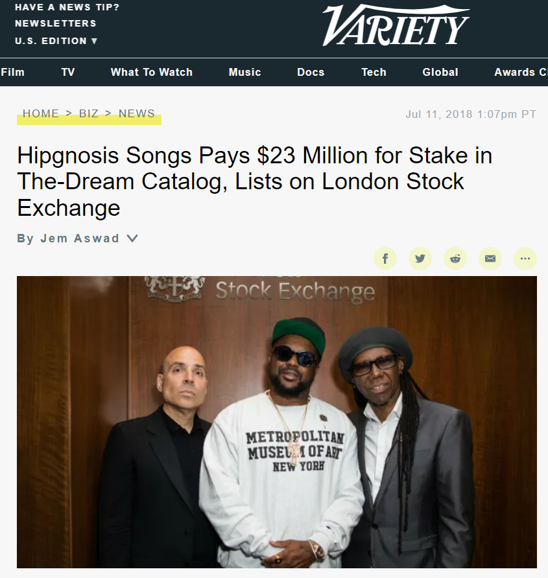 HAVE A NEWS TIP?
NEWSLETTERS
U.S. EDITION ▼
VARIETY
Film TV What To Watch Music Docs Tech Global Awards C
HOME > BIZ > NEWS
Jul 11, 2018 1:07pm PT
Hipgnosis Songs Pays $23 Million for Stake in
The-Dream Catalog, Lists on London Stock
Exchange
By Jem Aswad
Stock Exchange
METROPOLITAN
MUSEUM OF ART
NEW YORK